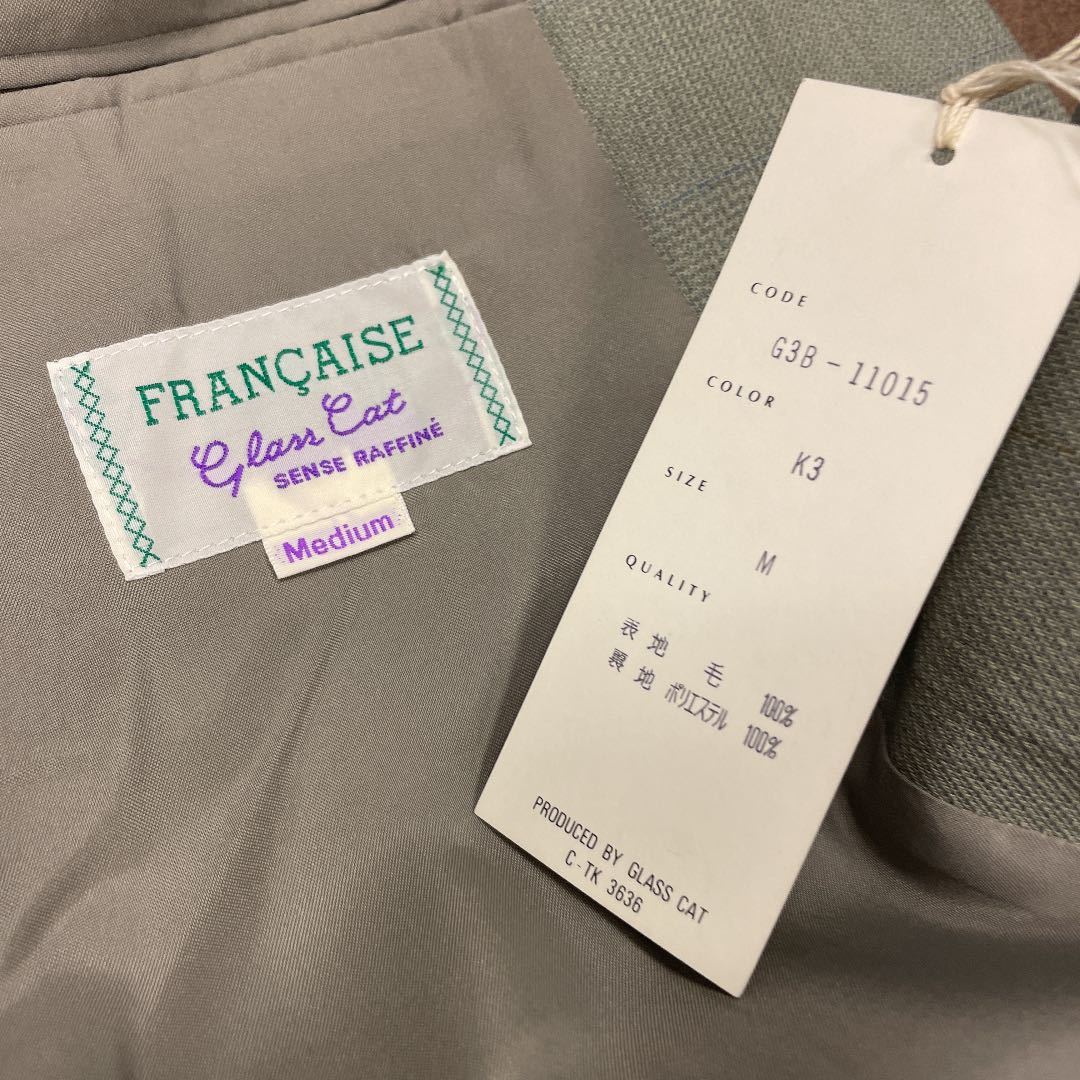 FRANÇAISE
Glass Cat
SENSE RAFFINÉ
Medium
CODE
G3B-11015
COLOR
K3
SIZE
M
QUALITY
表地 毛 100%
裏地 ポリエステル 100%
PRODUCED BY GLASS CAT
C-TK 3636